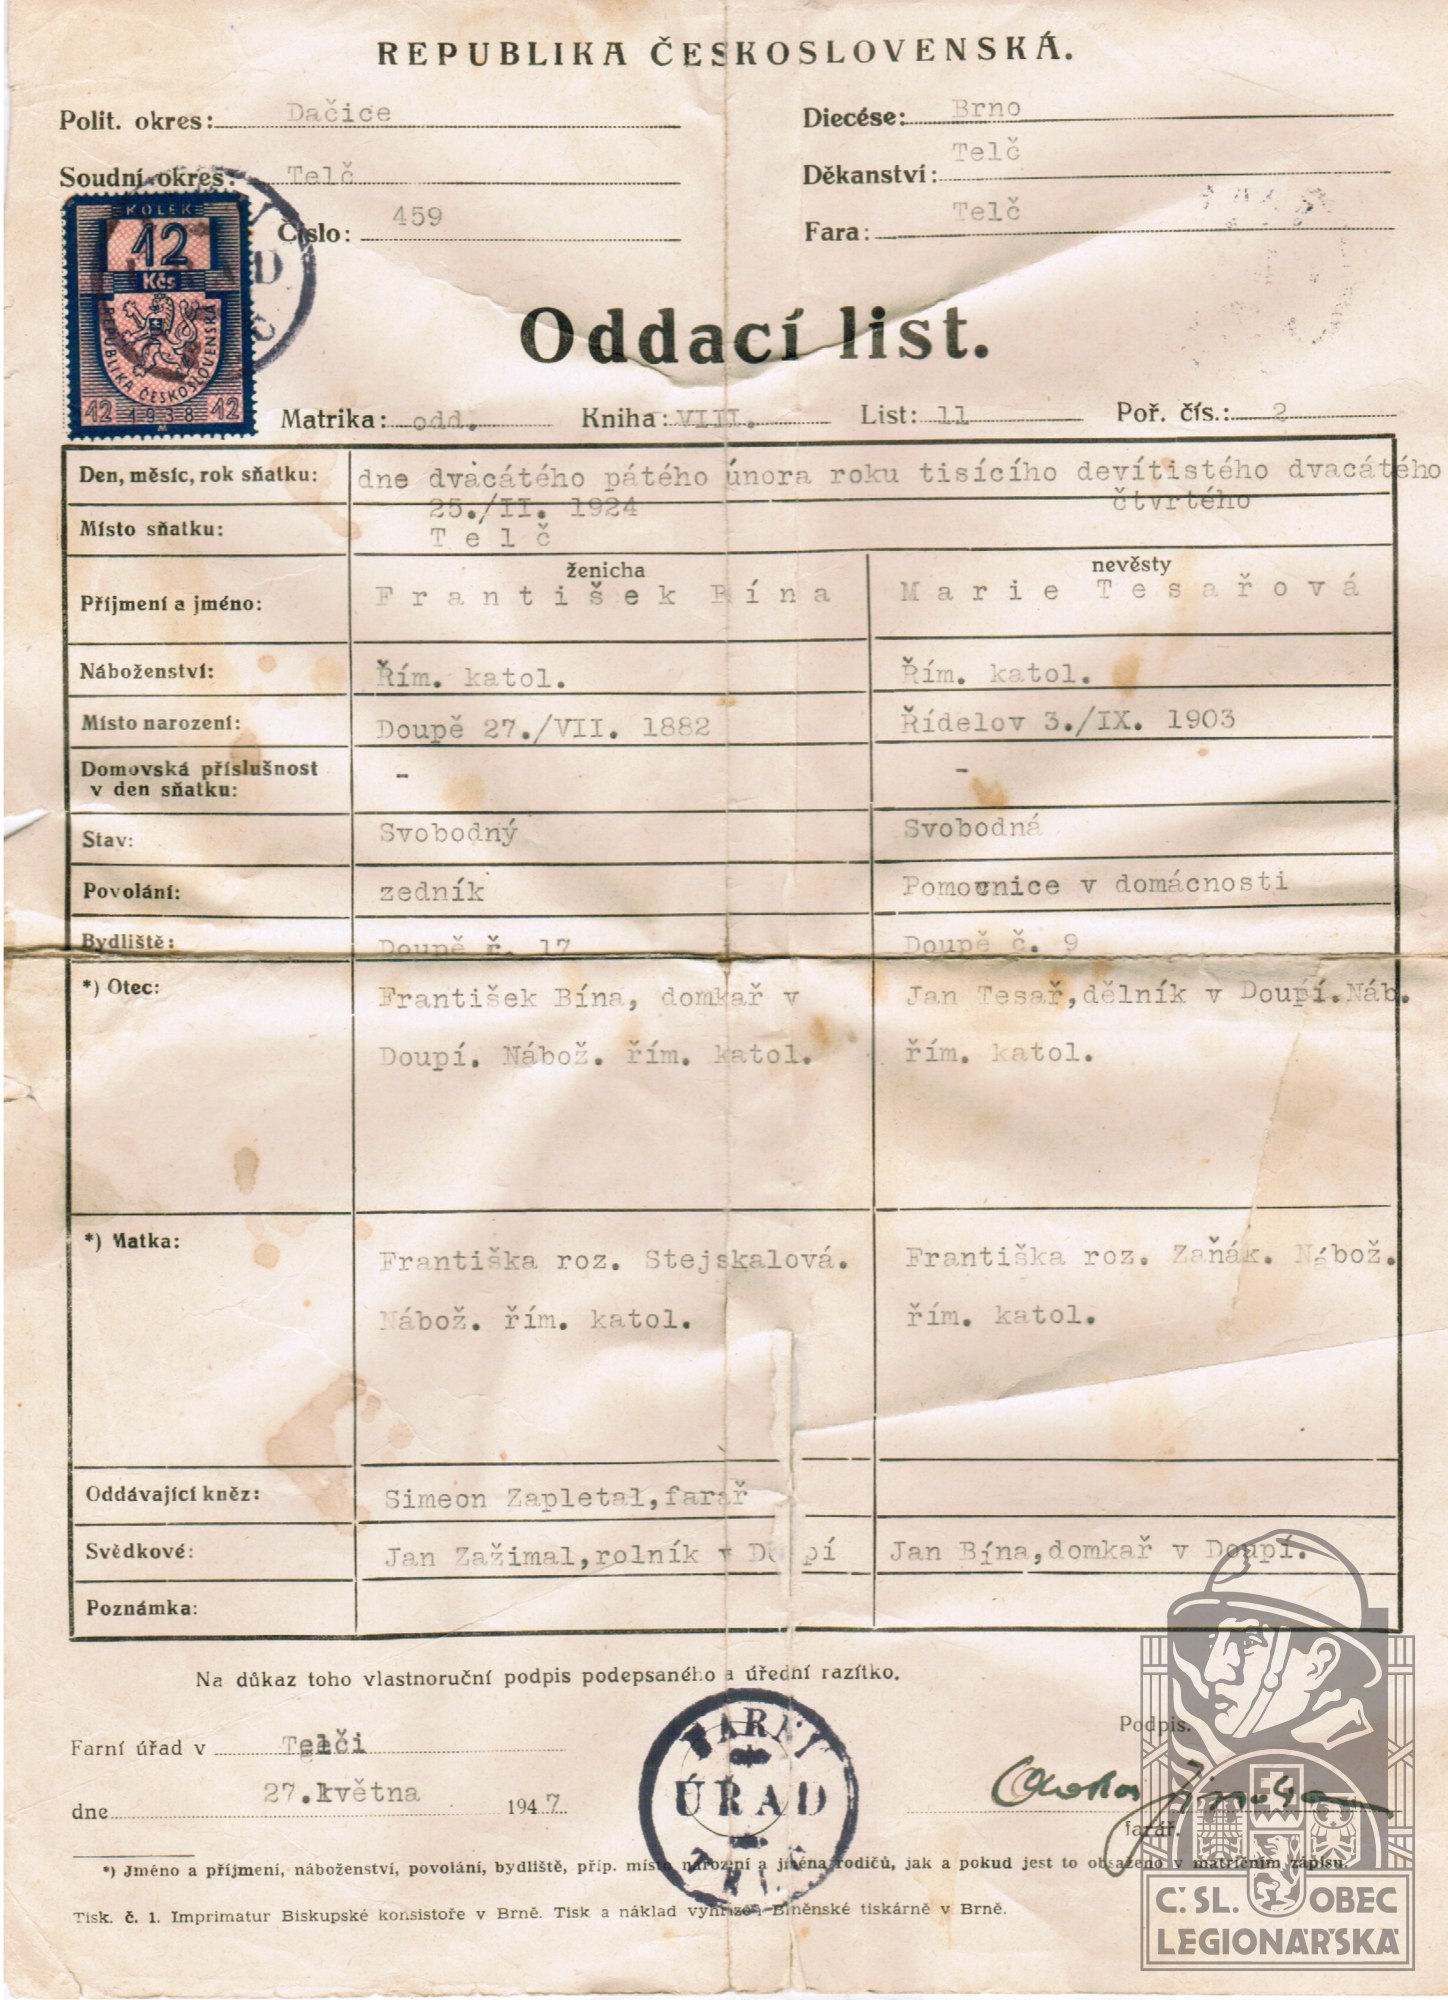 REPUBLIKA ČESKOSLOVENSKÁ.
Polit. okres: Dačice
Diecése: Brno
Soudní okres: Telč
Děkanství: Telč
Číslo: 459
Fara: Telč
KOLEK
12
Kčs
REPUBLIKA ČESKOSLOVENSKÁ
12 1938 12
M
Oddací list.
Matrika: odd. Kniha: VIII. List: 11 Poř. čís.: 2
Den, měsíc, rok sňatku: dne dvacátého pátého února roku tisícího devítistého dvacátého
25./II. 1924 čtvrtého
Místo sňatku: Telč
ženicha nevěsty
Příjmení a jméno: František Bína Marie Tesařová
Náboženství: Řím. katol. Řím. katol.
Místo narození: Doupě 27./VII. 1882 Řídelov 3./IX. 1903
Domovská příslušnost - -
v den sňatku:
Stav: Svobodný Svobodná
Povolání: zedník Pomocnice v domácnosti
Bydliště: Doupě č. 17 Doupě č. 9
*) Otec: František Bína, domkař v Jan Tesař,dělník v Doupí.Náb.
Doupí. Nábož. řím. katol. řím. katol.
*) Matka: Františka roz. Stejskalová. Františka roz. Zaňák. Nábož.
Nábož. řím. katol. řím. katol.
Oddávající kněz: Simeon Zapletal,farář
Svědkové: Jan Zažimal,rolník v Doupí Jan Bína,domkař v Doupí.
Poznámka:
Na důkaz toho vlastnoruční podpis podepsaného a úřední razítko.
Farní úřad v Telči
Podpis.
dne 27.května 1947
FARNÍ
ÚŘAD
TELČ
farář.
*) Jméno a příjmení, náboženství, povolání, bydliště, příp. místo narození a jména rodičů, jak a pokud jest to obsaženo v matričním zápisu.
Tisk. č. 1. Imprimatur Biskupské konsistoře v Brně. Tisk a náklad vyhrazen Brněnské tiskárně v Brně.
Č. SL. OBEC
LEGIONÁŘSKÁ